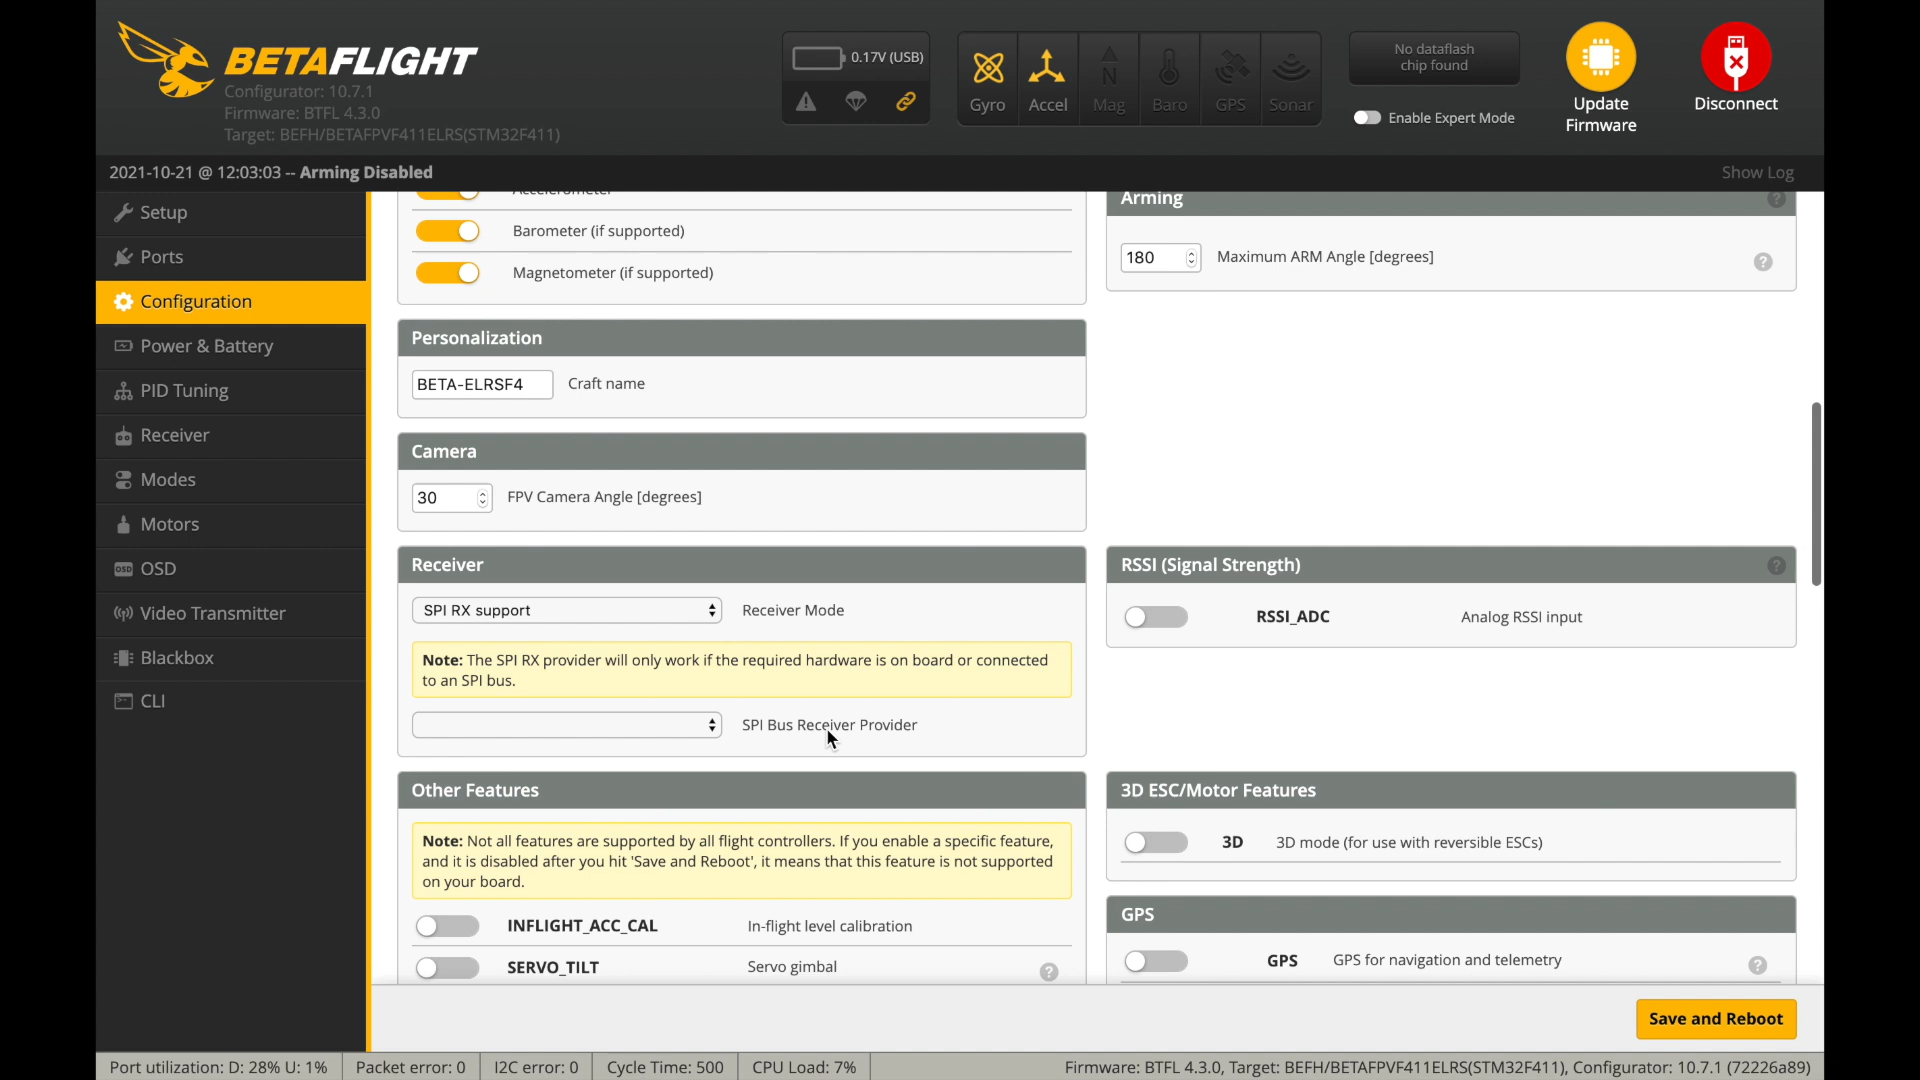 BETAFLIGHT
Configurator: 10.7.1
Firmware: BTFL 4.3.0
Target: BEFH/BETAFPVF411ELRS(STM32F411)
0.17V (USB)
Gyro
Accel
Mag
Baro
GPS
Sonar
No dataflash
chip found
Enable Expert Mode
Update
Firmware
Disconnect
2021-10-21 @ 12:03:03 -- Arming Disabled
Show Log
Setup
Ports
Configuration
Power & Battery
PID Tuning
Receiver
Modes
Motors
OSD OSD
Video Transmitter
Blackbox
CLI
Accelerometer
Barometer (if supported)
Magnetometer (if supported)
Arming ?
180 Maximum ARM Angle [degrees] ?
Personalization
BETA-ELRSF4 Craft name
Camera
30 FPV Camera Angle [degrees]
Receiver
SPI RX support Receiver Mode
Note: The SPI RX provider will only work if the required hardware is on board or connected
to an SPI bus.
SPI Bus Receiver Provider
RSSI (Signal Strength) ?
RSSI_ADC Analog RSSI input
Other Features
Note: Not all features are supported by all flight controllers. If you enable a specific feature,
and it is disabled after you hit 'Save and Reboot', it means that this feature is not supported
on your board.
INFLIGHT_ACC_CAL In-flight level calibration
SERVO_TILT Servo gimbal ?
3D ESC/Motor Features
3D 3D mode (for use with reversible ESCs)
GPS
GPS GPS for navigation and telemetry ?
Save and Reboot
Port utilization: D: 28% U: 1% Packet error: 0 I2C error: 0 Cycle Time: 500 CPU Load: 7% Firmware: BTFL 4.3.0, Target: BEFH/BETAFPVF411ELRS(STM32F411), Configurator: 10.7.1 (72226a89)